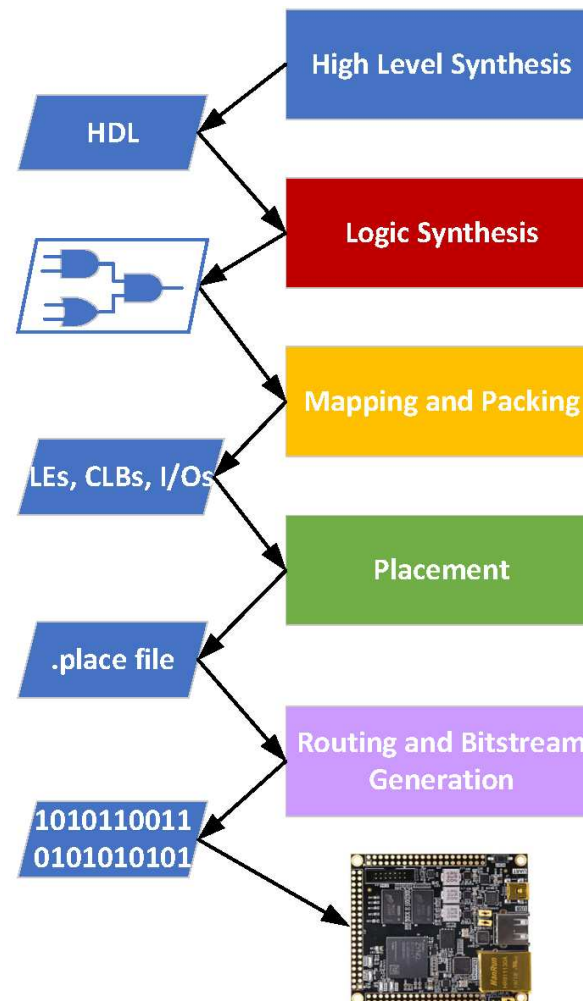 High Level Synthesis
HDL
Logic Synthesis
Mapping and Packing
LEs, CLBs, I/Os
Placement
.place file
Routing and Bitstream
Generation
1010110011
0101010101